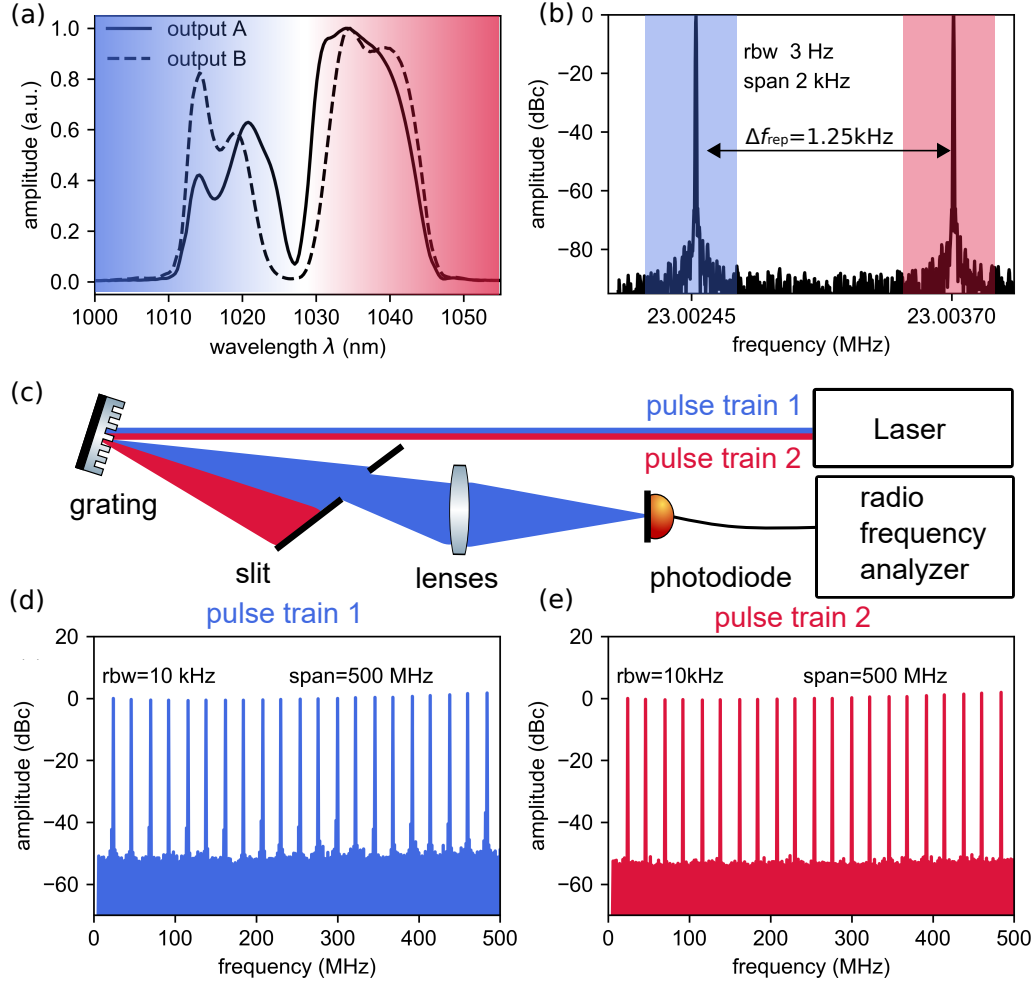 (a)
output A
output B
1.0
0.8
0.6
0.4
0.2
0.0
amplitude (a.u.)
1000 1010 1020 1030 1040 1050
wavelength λ (nm)
(b)
0
−20
−40
−60
−80
amplitude (dBc)
rbw 3 Hz
span 2 kHz
Δfrep=1.25kHz
23.00245 23.00370
frequency (MHz)
(c)
pulse train 1
pulse train 2
Laser
grating
slit
lenses
photodiode
radio
frequency
analyzer
(d)
pulse train 1
20
0
−20
−40
−60
amplitude (dBc)
rbw=10 kHz span=500 MHz
0 100 200 300 400 500
frequency (MHz)
(e)
pulse train 2
20
0
−20
−40
−60
amplitude (dBc)
rbw=10kHz span=500 MHz
0 100 200 300 400 500
frequency (MHz)